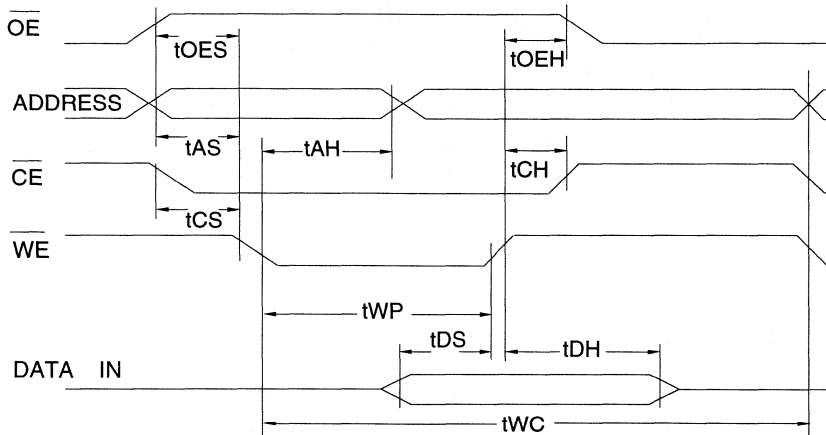 OE
tOES
tOEH
ADDRESS
tAS
tAH
CE
tCH
tCS
WE
tWP
tDS
tDH
DATA IN
tWC